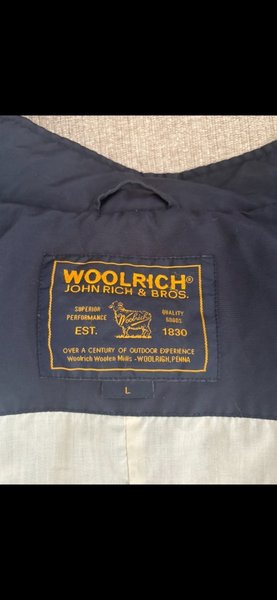 WOOLRICH®
JOHN RICH & BROS.
SUPERIOR PERFORMANCE
Woolrich
QUALITY GOODS
EST. 1830
OVER A CENTURY OF OUTDOOR EXPERIENCE
Woolrich Woolen Mills - WOOLRICH, PENNA
L